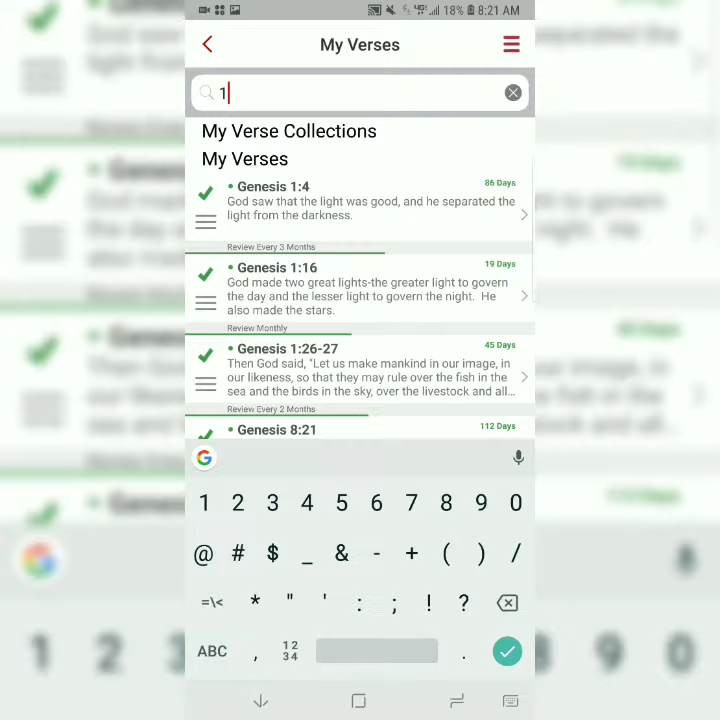 18% 8:21 AM
My Verses
1
My Verse Collections
My Verses
• Genesis 1:4
86 Days
God saw that the light was good, and he separated the
light from the darkness.
Review Every 3 Months
• Genesis 1:16
19 Days
God made two great lights-the greater light to govern
the day and the lesser light to govern the night. He
also made the stars.
Review Monthly
• Genesis 1:26-27
45 Days
Then God said, "Let us make mankind in our image, in
our likeness, so that they may rule over the fish in the
sea and the birds in the sky, over the livestock and all...
Review Every 2 Months
• Genesis 8:21
112 Days
1 2 3 4 5 6 7 8 9 0
@ # $ _ & - + ( ) /
=\< * " ' : ; ! ?
ABC , 1 2 3 4 .